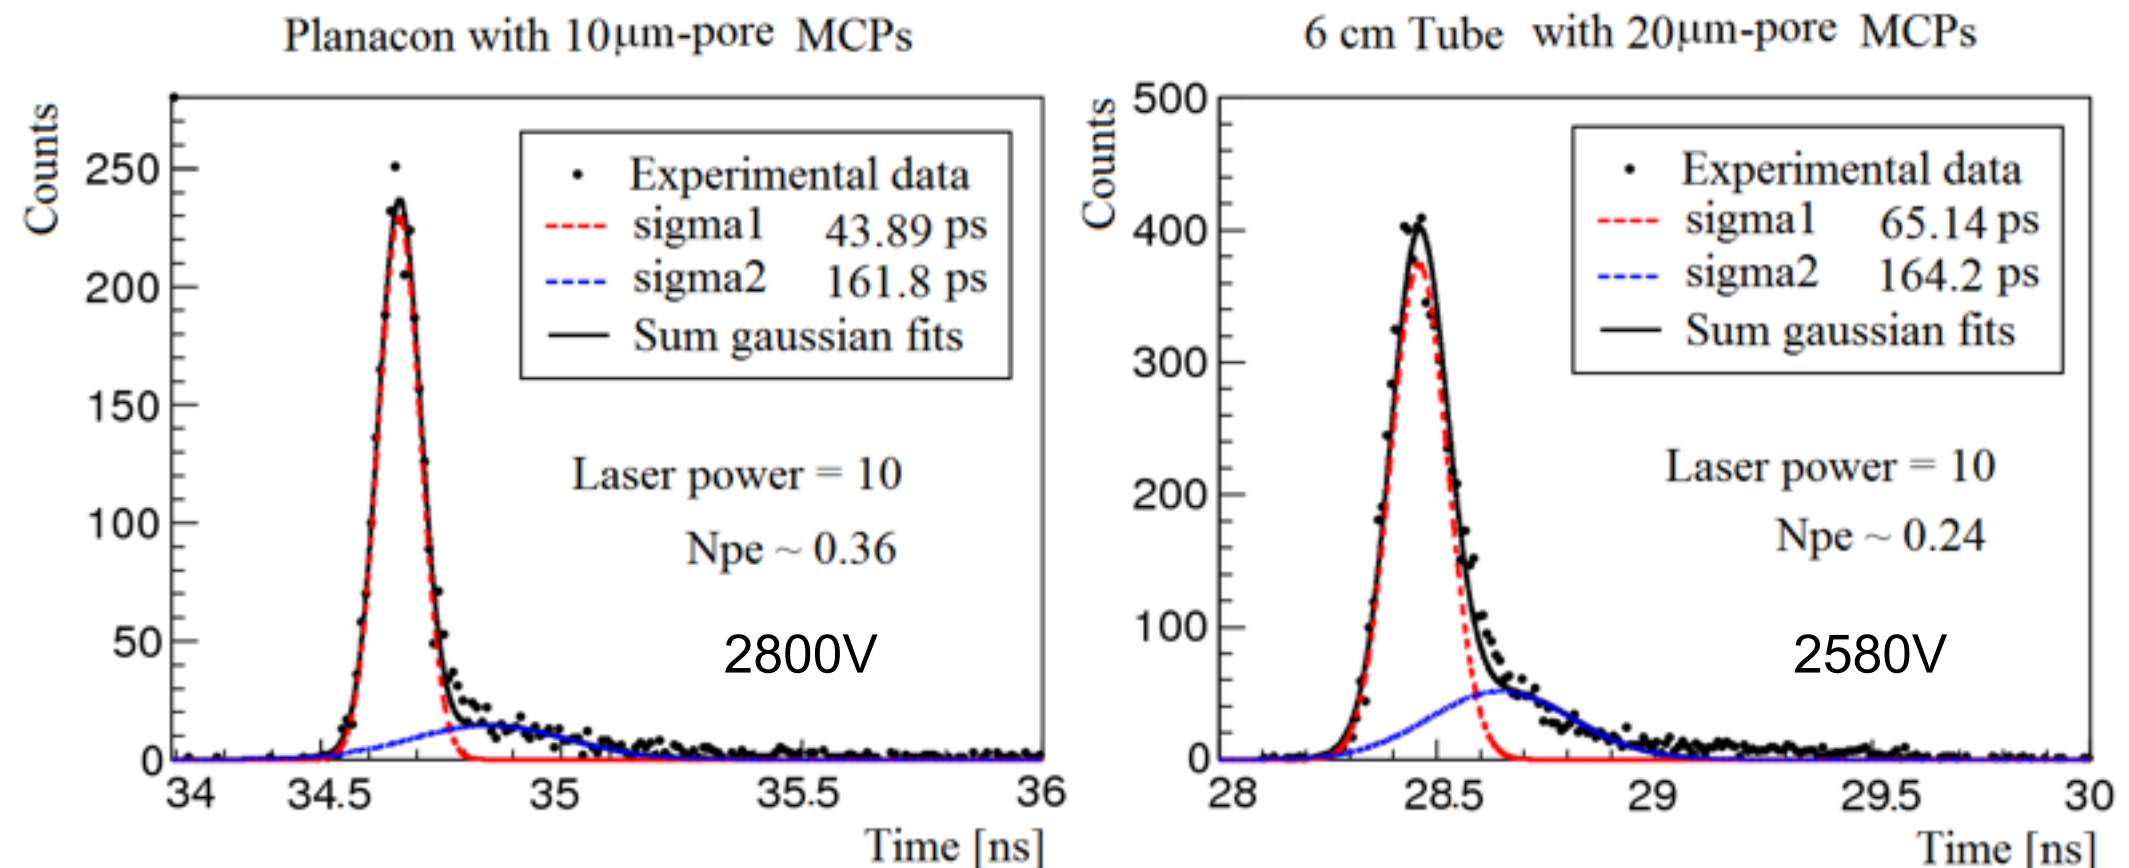 Planacon with 10μm-pore MCPs
Counts
250
200
150
100
50
0
34
34.5
35
35.5
36
Time [ns]
Experimental data
sigma1 43.89 ps
sigma2 161.8 ps
Sum gaussian fits
Laser power = 10
Npe ~ 0.36
2800V
6 cm Tube with 20μm-pore MCPs
Counts
500
400
300
200
100
0
28
28.5
29
29.5
30
Time [ns]
Experimental data
sigma1 65.14 ps
sigma2 164.2 ps
Sum gaussian fits
Laser power = 10
Npe ~ 0.24
2580V